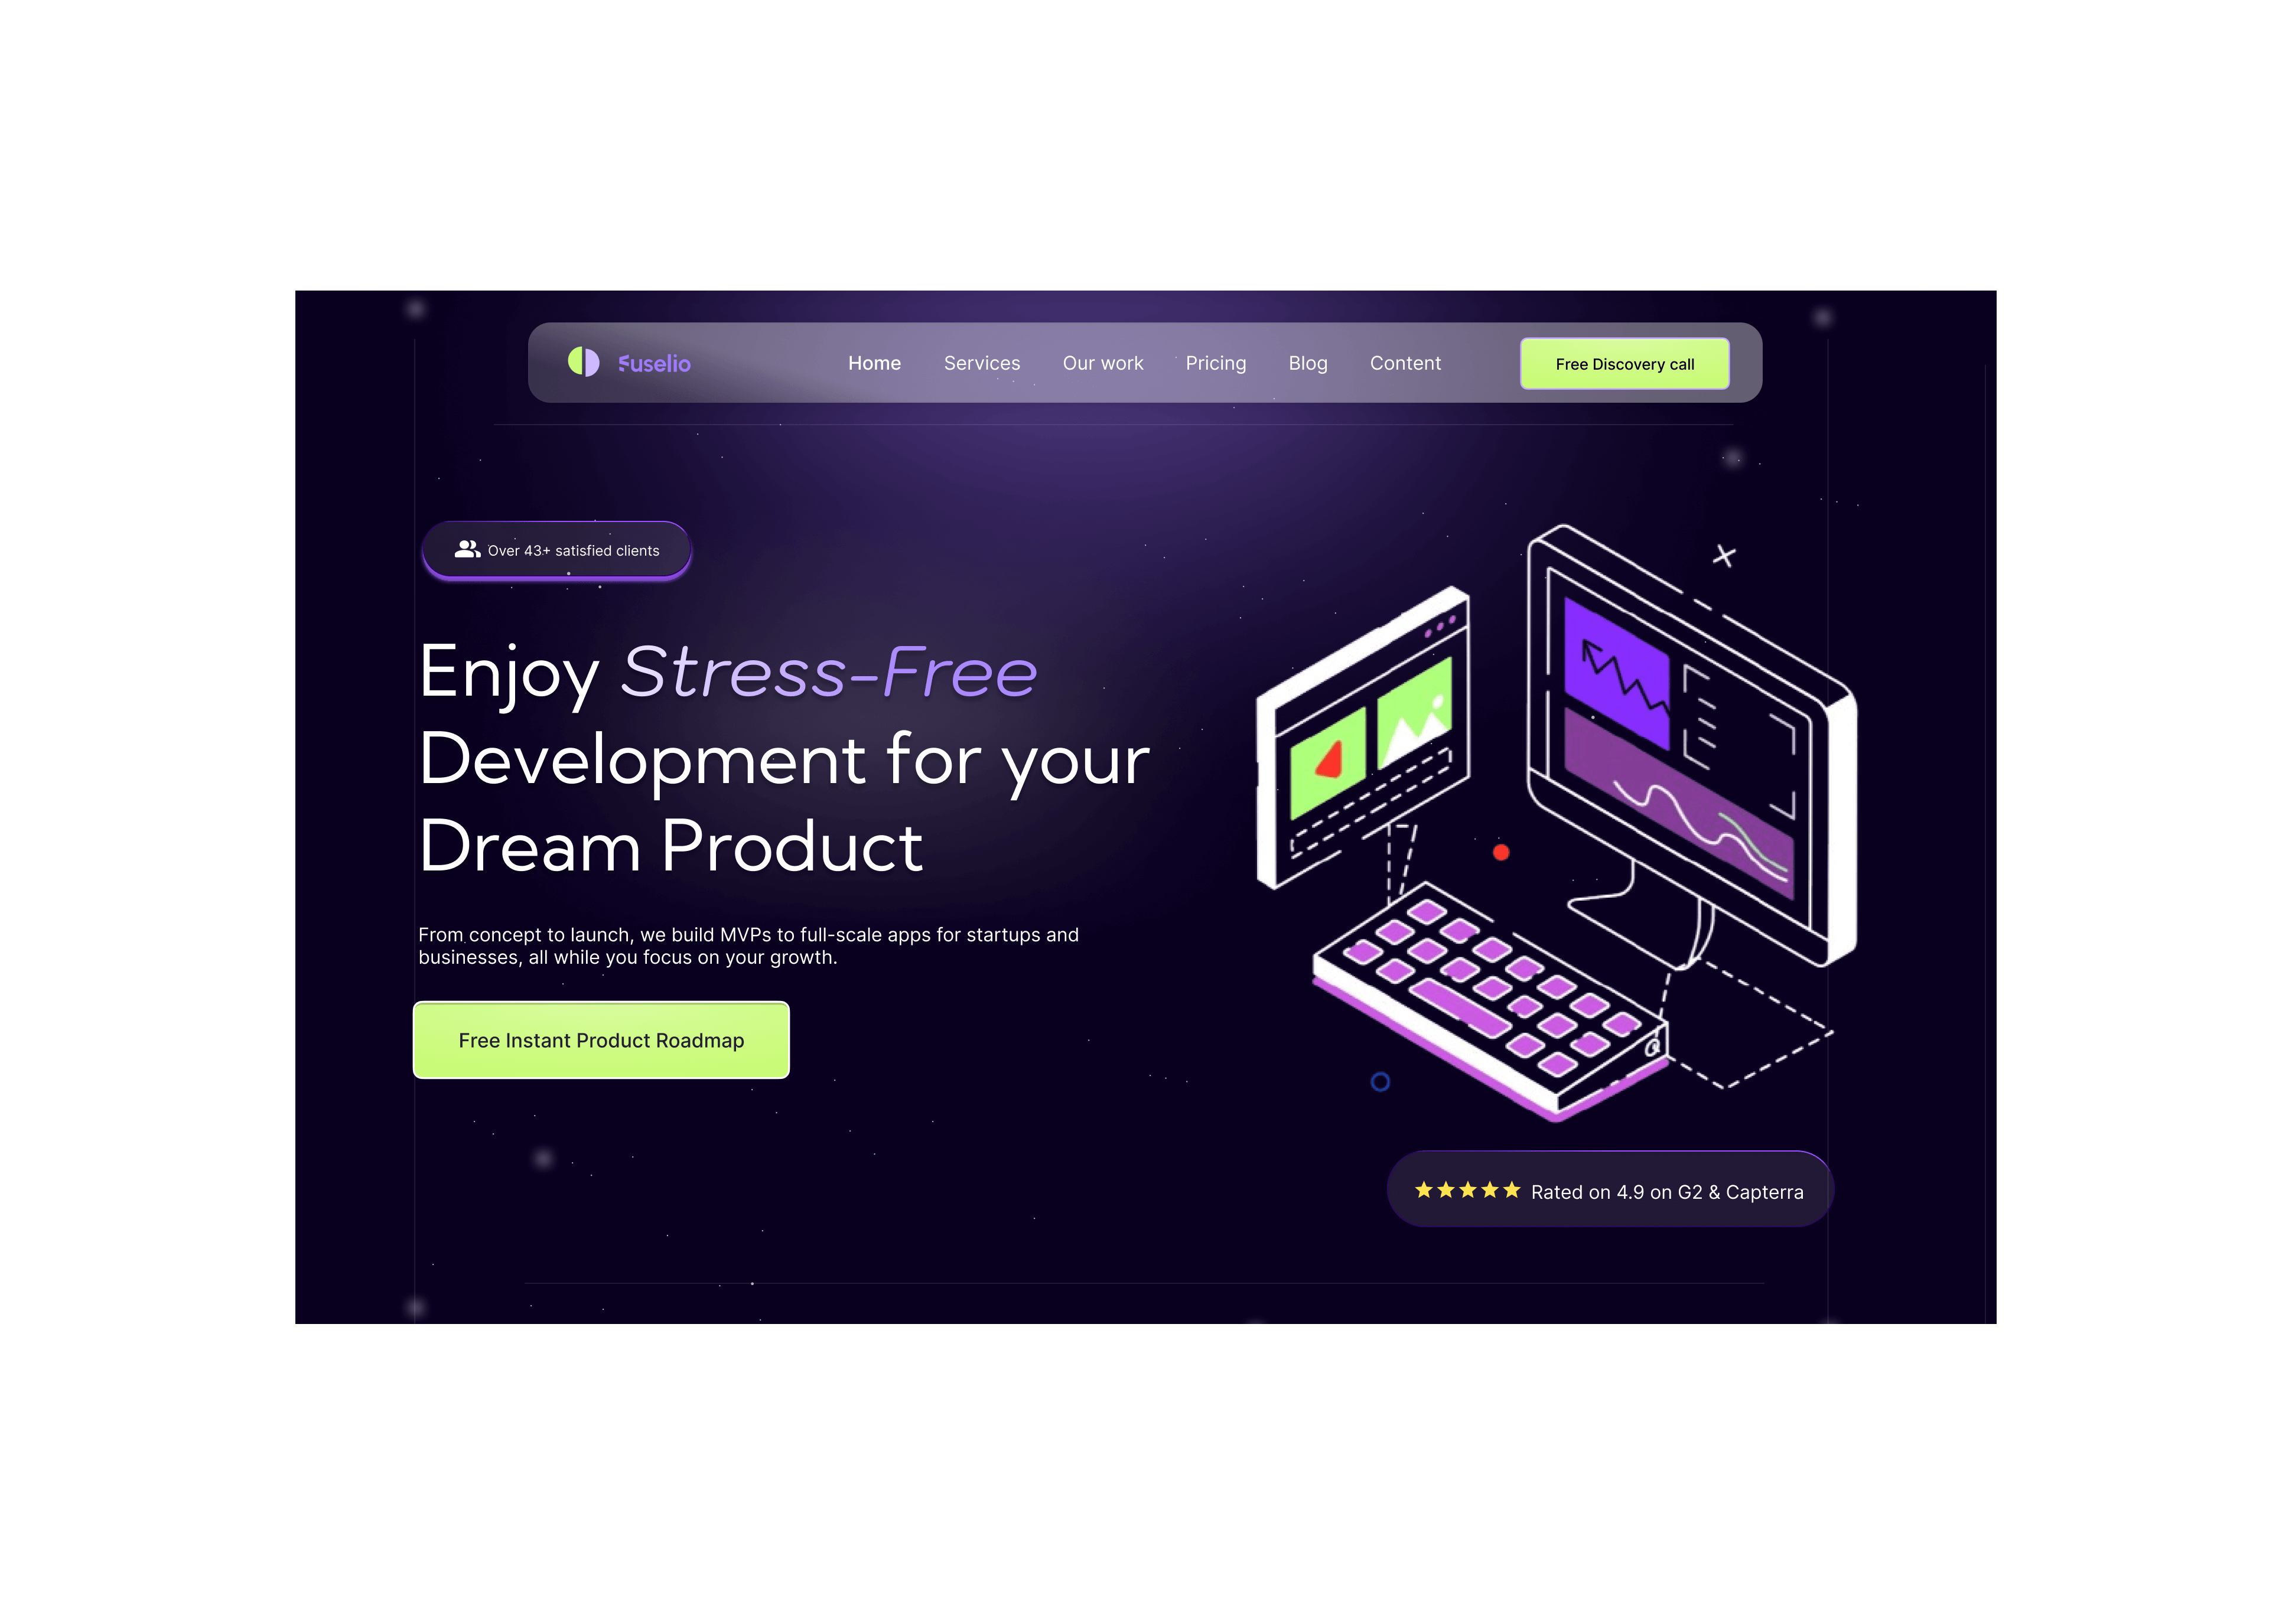 Fuselio
Home Services Our work Pricing Blog Content
Free Discovery call
Over 43+ satisfied clients
Enjoy Stress-Free
Development for your
Dream Product
From concept to launch, we build MVPs to full-scale apps for startups and
businesses, all while you focus on your growth.
Free Instant Product Roadmap
Rated on 4.9 on G2 & Capterra